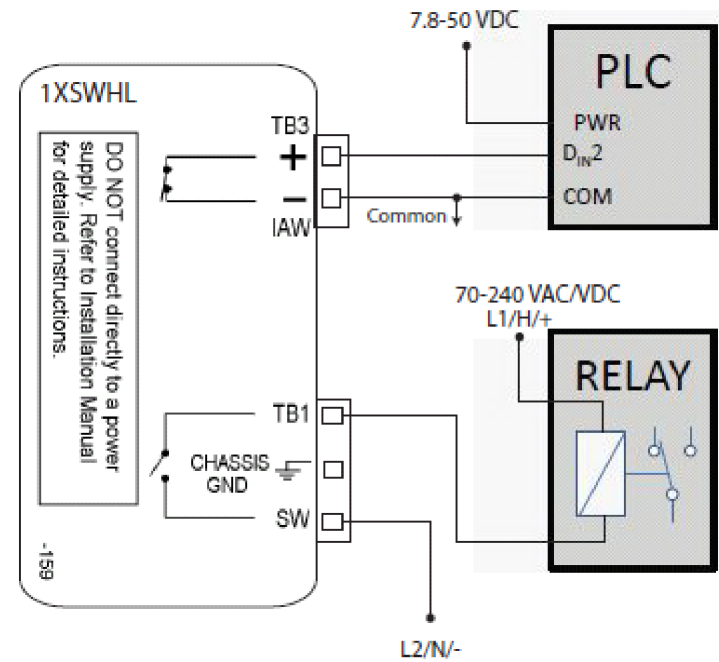 7.8-50 VDC
PLC
1XSWHL
PWR
TB3
+
D_IN2
DO NOT connect directly to a power
supply. Refer to Installation Manual
for detailed instructions.
−
COM
IAW
Common
70-240 VAC/VDC
L1/H/+
RELAY
TB1
CHASSIS
GND
SW
-159
L2/N/-